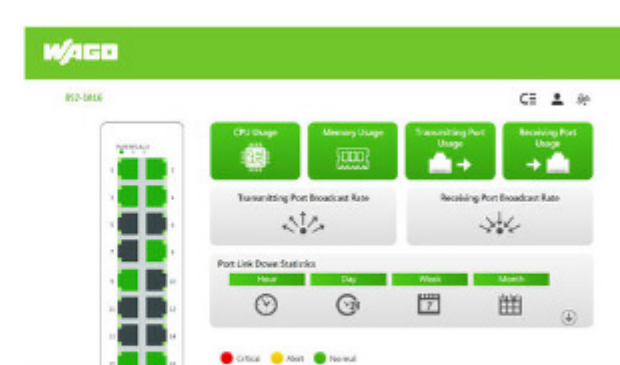 WAGO
852-1816
CPU Usage
Memory Usage
Transmitting Port
Usage
Receiving Port
Usage
Transmitting Port Broadcast Rate
Receiving Port Broadcast Rate
Port Link Down Statistics
Hour
Day
Week
Month
7
Critical
Alert
Normal